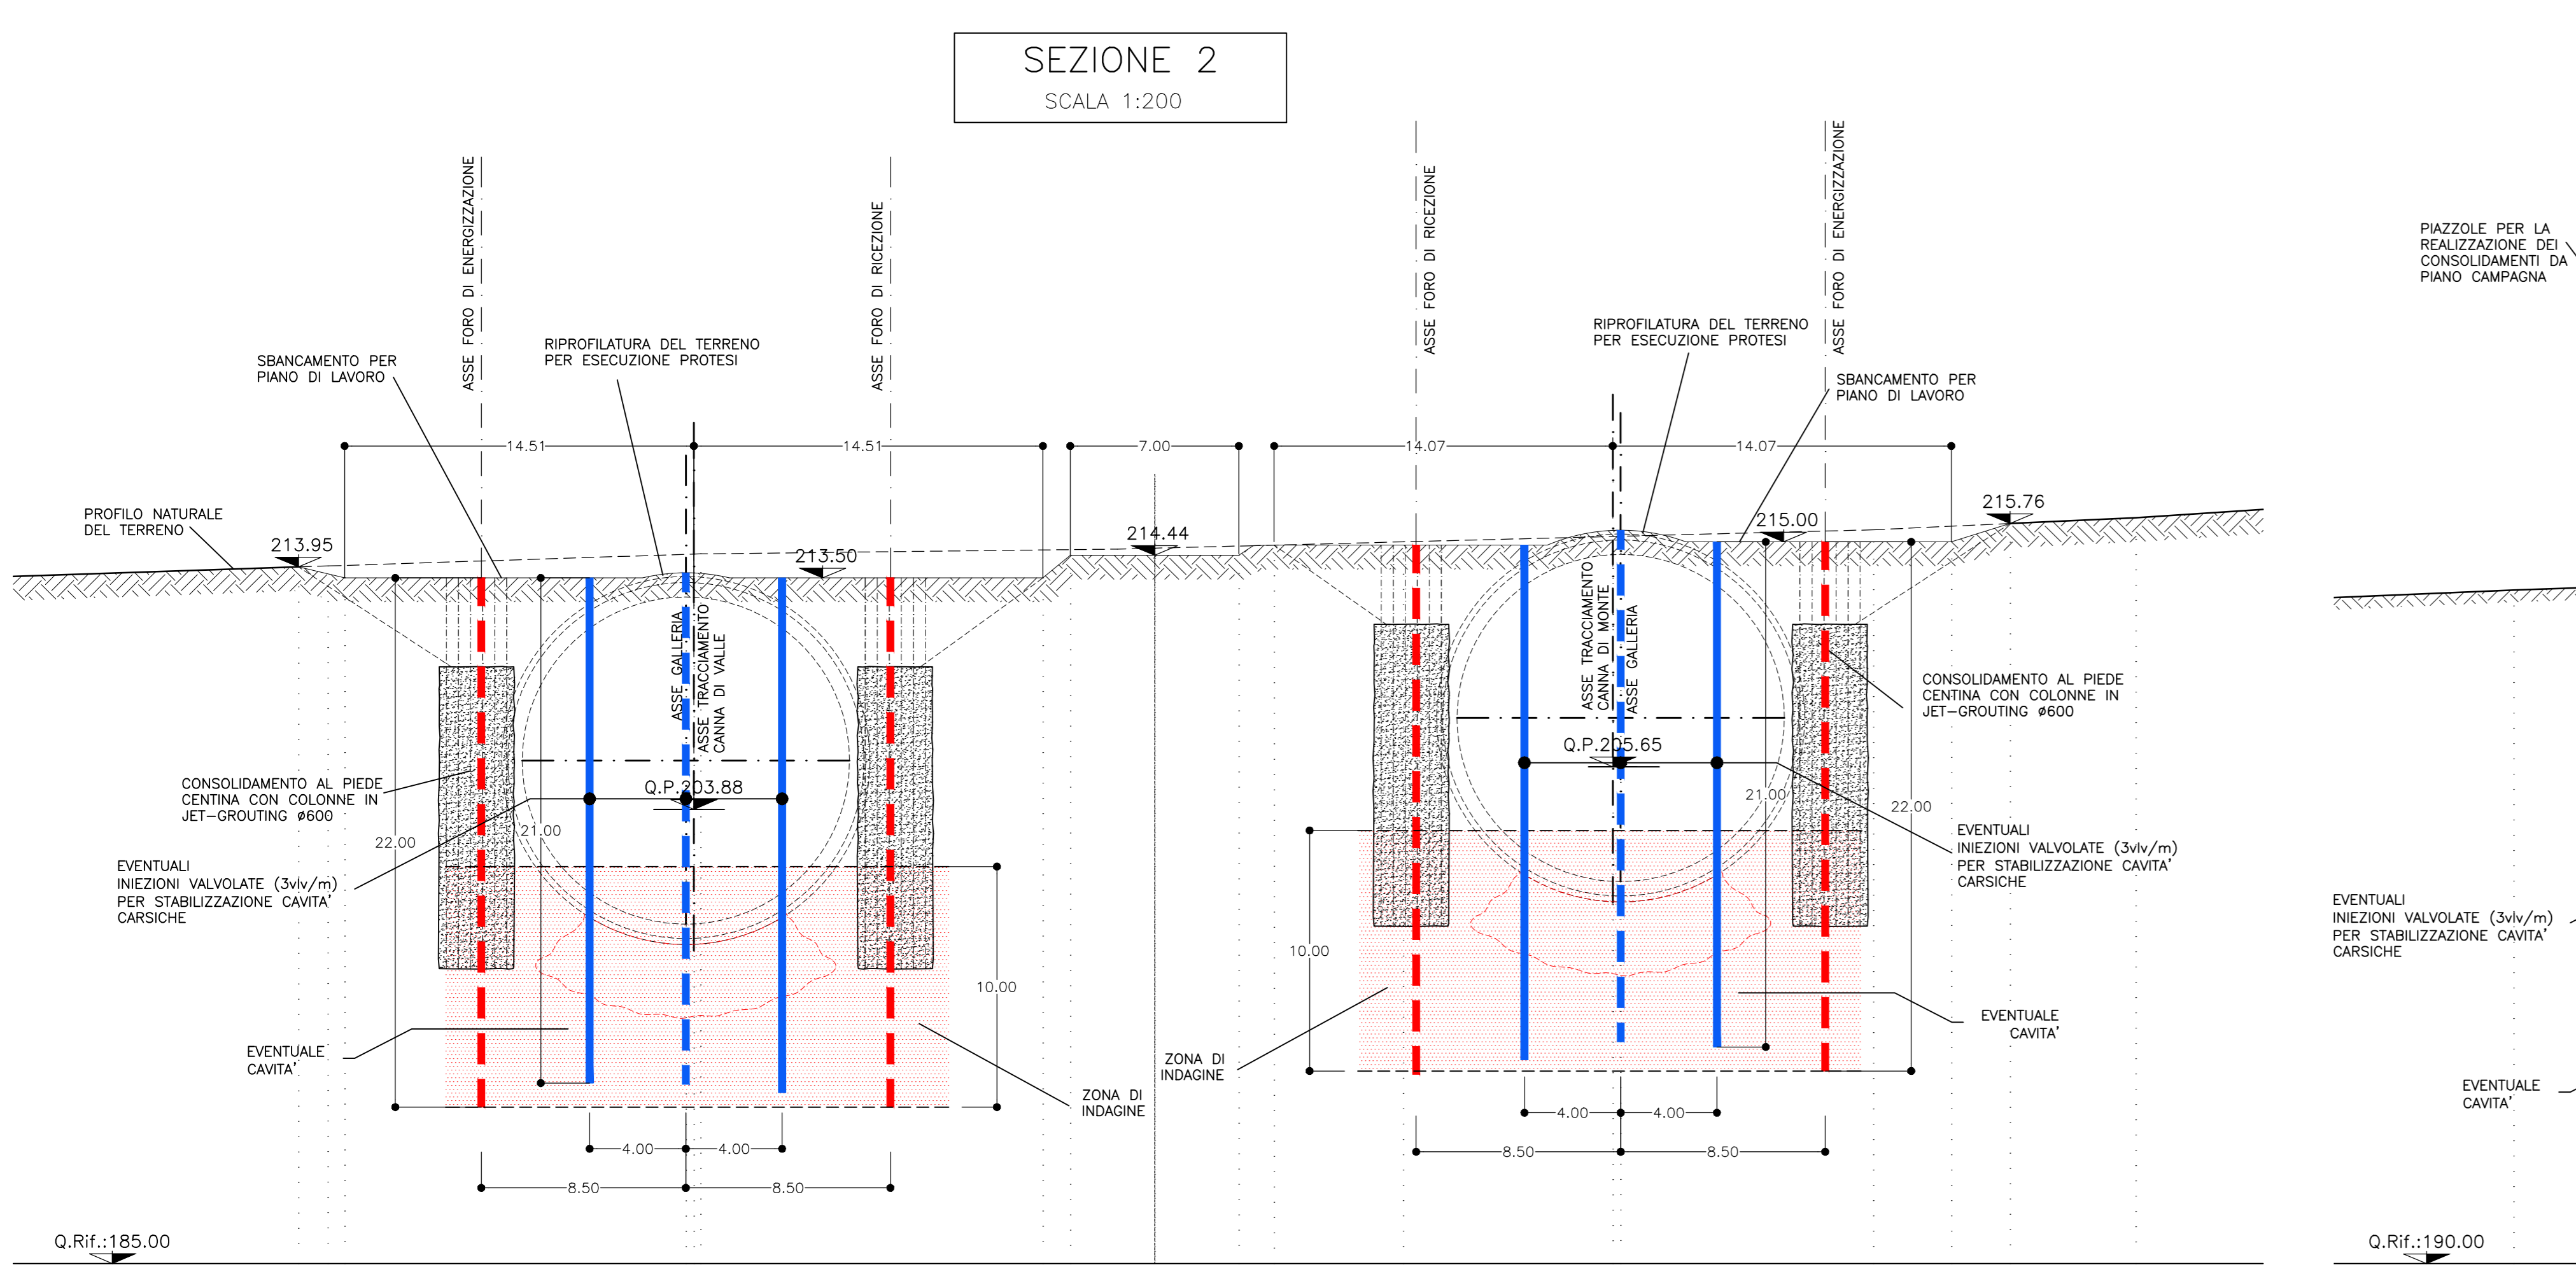 SEZIONE 2
SCALA 1:200
ASSE FORO DI ENERGIZZAZIONE
ASSE FORO DI RICEZIONE
ASSE FORO DI RICEZIONE
ASSE FORO DI ENERGIZZAZIONE
PIAZZOLE PER LA
REALIZZAZIONE DEI
CONSOLIDAMENTI DA
PIANO CAMPAGNA
SBANCAMENTO PER
PIANO DI LAVORO
RIPROFILATURA DEL TERRENO
PER ESECUZIONE PROTESI
RIPROFILATURA DEL TERRENO
PER ESECUZIONE PROTESI
SBANCAMENTO PER
PIANO DI LAVORO
14.51
14.51
7.00
14.07
14.07
PROFILO NATURALE
DEL TERRENO
213.95
213.50
214.44
215.00
215.76
ASSE GALLERIA
ASSE TRACCIAMENTO
CANNA DI VALLE
ASSE TRACCIAMENTO
CANNA DI MONTE
ASSE GALLERIA
CONSOLIDAMENTO AL PIEDE
CENTINA CON COLONNE IN
JET-GROUTING ø600
CONSOLIDAMENTO AL PIEDE
CENTINA CON COLONNE IN
JET-GROUTING ø600
Q.P.203.88
Q.P.205.65
22.00
21.00
21.00
22.00
EVENTUALI
INIEZIONI VALVOLATE (3vlv/m)
PER STABILIZZAZIONE CAVITA'
CARSICHE
EVENTUALI
INIEZIONI VALVOLATE (3vlv/m)
PER STABILIZZAZIONE CAVITA'
CARSICHE
EVENTUALI
INIEZIONI VALVOLATE (3vlv/m)
PER STABILIZZAZIONE CAVITA'
CARSICHE
10.00
10.00
EVENTUALE
CAVITA'
ZONA DI
INDAGINE
ZONA DI
INDAGINE
EVENTUALE
CAVITA'
EVENTUALE
CAVITA'
4.00
4.00
8.50
8.50
4.00
4.00
8.50
8.50
Q.Rif.:185.00
Q.Rif.:190.00